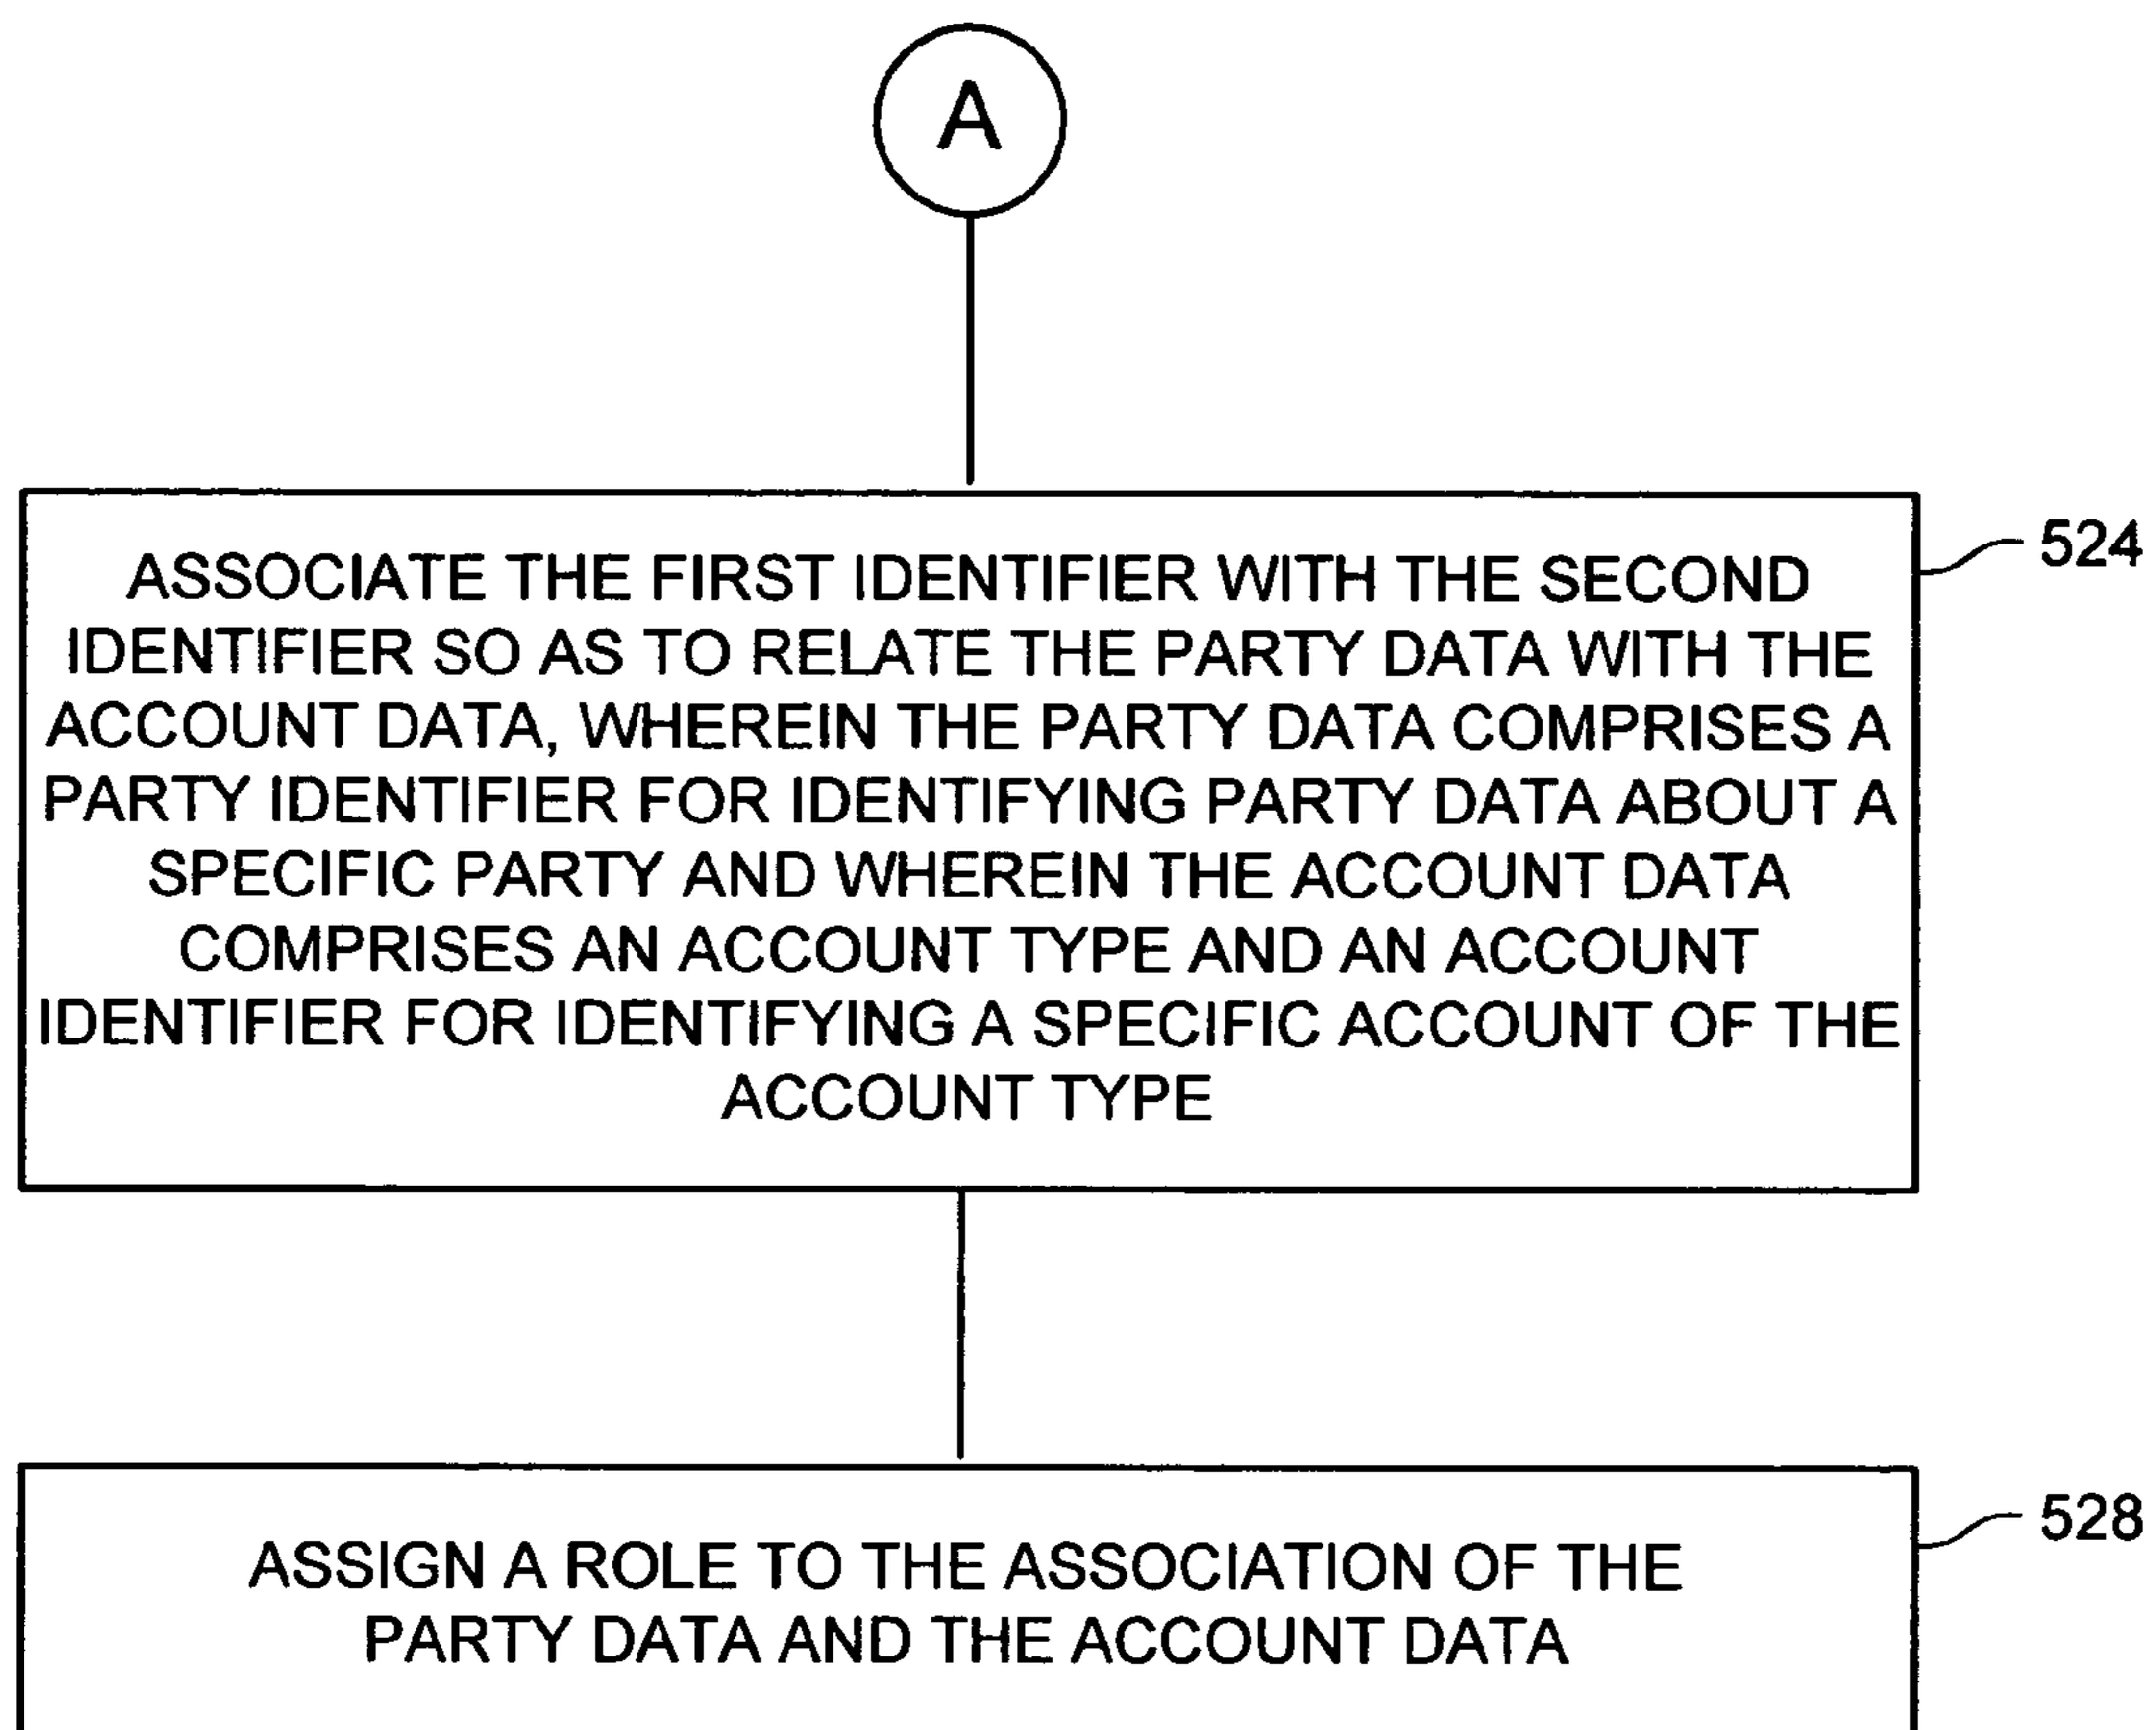 A
524
ASSOCIATE THE FIRST IDENTIFIER WITH THE SECOND
IDENTIFIER SO AS TO RELATE THE PARTY DATA WITH THE
ACCOUNT DATA, WHEREIN THE PARTY DATA COMPRISES A
PARTY IDENTIFIER FOR IDENTIFYING PARTY DATA ABOUT A
SPECIFIC PARTY AND WHEREIN THE ACCOUNT DATA
COMPRISES AN ACCOUNT TYPE AND AN ACCOUNT
IDENTIFIER FOR IDENTIFYING A SPECIFIC ACCOUNT OF THE
ACCOUNT TYPE
528
ASSIGN A ROLE TO THE ASSOCIATION OF THE
PARTY DATA AND THE ACCOUNT DATA